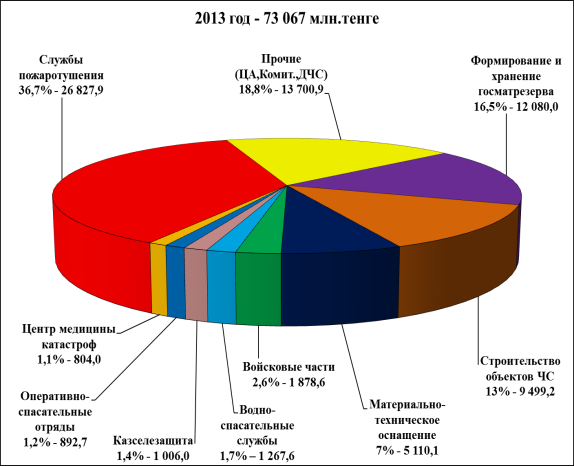 2013 год - 73 067 млн.тенге
Службы
пожаротушения
36,7% - 26 827,9
Прочие
(ЦА,Комит.,ДЧС)
18,8% - 13 700,9
Формирование и
хранение
госматрезерва
16,5% - 12 080,0
Центр медицины
катастроф
1,1% - 804,0
Оперативно-
спасательные
отряды
1,2% - 892,7
Казселезащита
1,4% - 1 006,0
Водно-
спасательные
службы
1,7% – 1 267,6
Войсковые части
2,6% - 1 878,6
Материально-
техническое
оснащение
7% - 5 110,1
Строительство
объектов ЧС
13% - 9 499,2